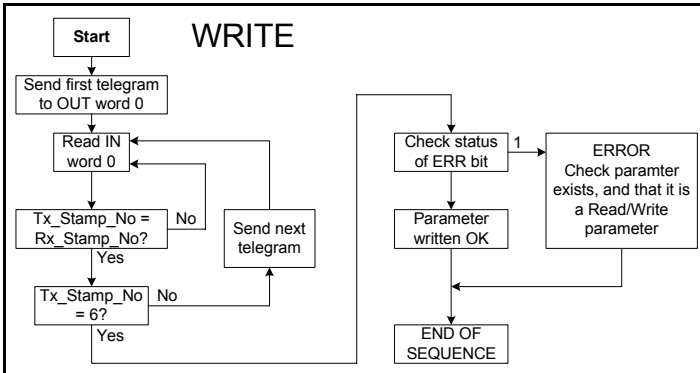 WRITE
Start
Send first telegram
to OUT word 0
Read IN
word 0
Tx_Stamp_No =
Rx_Stamp_No?
No
Yes
Send next
telegram
Tx_Stamp_No
= 6?
No
Yes
Check status
of ERR bit
1
ERROR
Check paramter
exists, and that it is
a Read/Write
parameter
Parameter
written OK
END OF
SEQUENCE